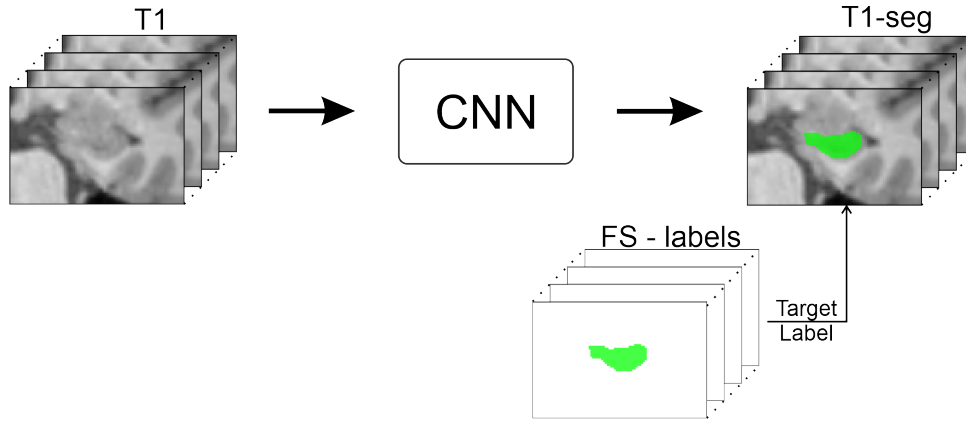 T1
CNN
T1-seg
FS - labels
Target
Label